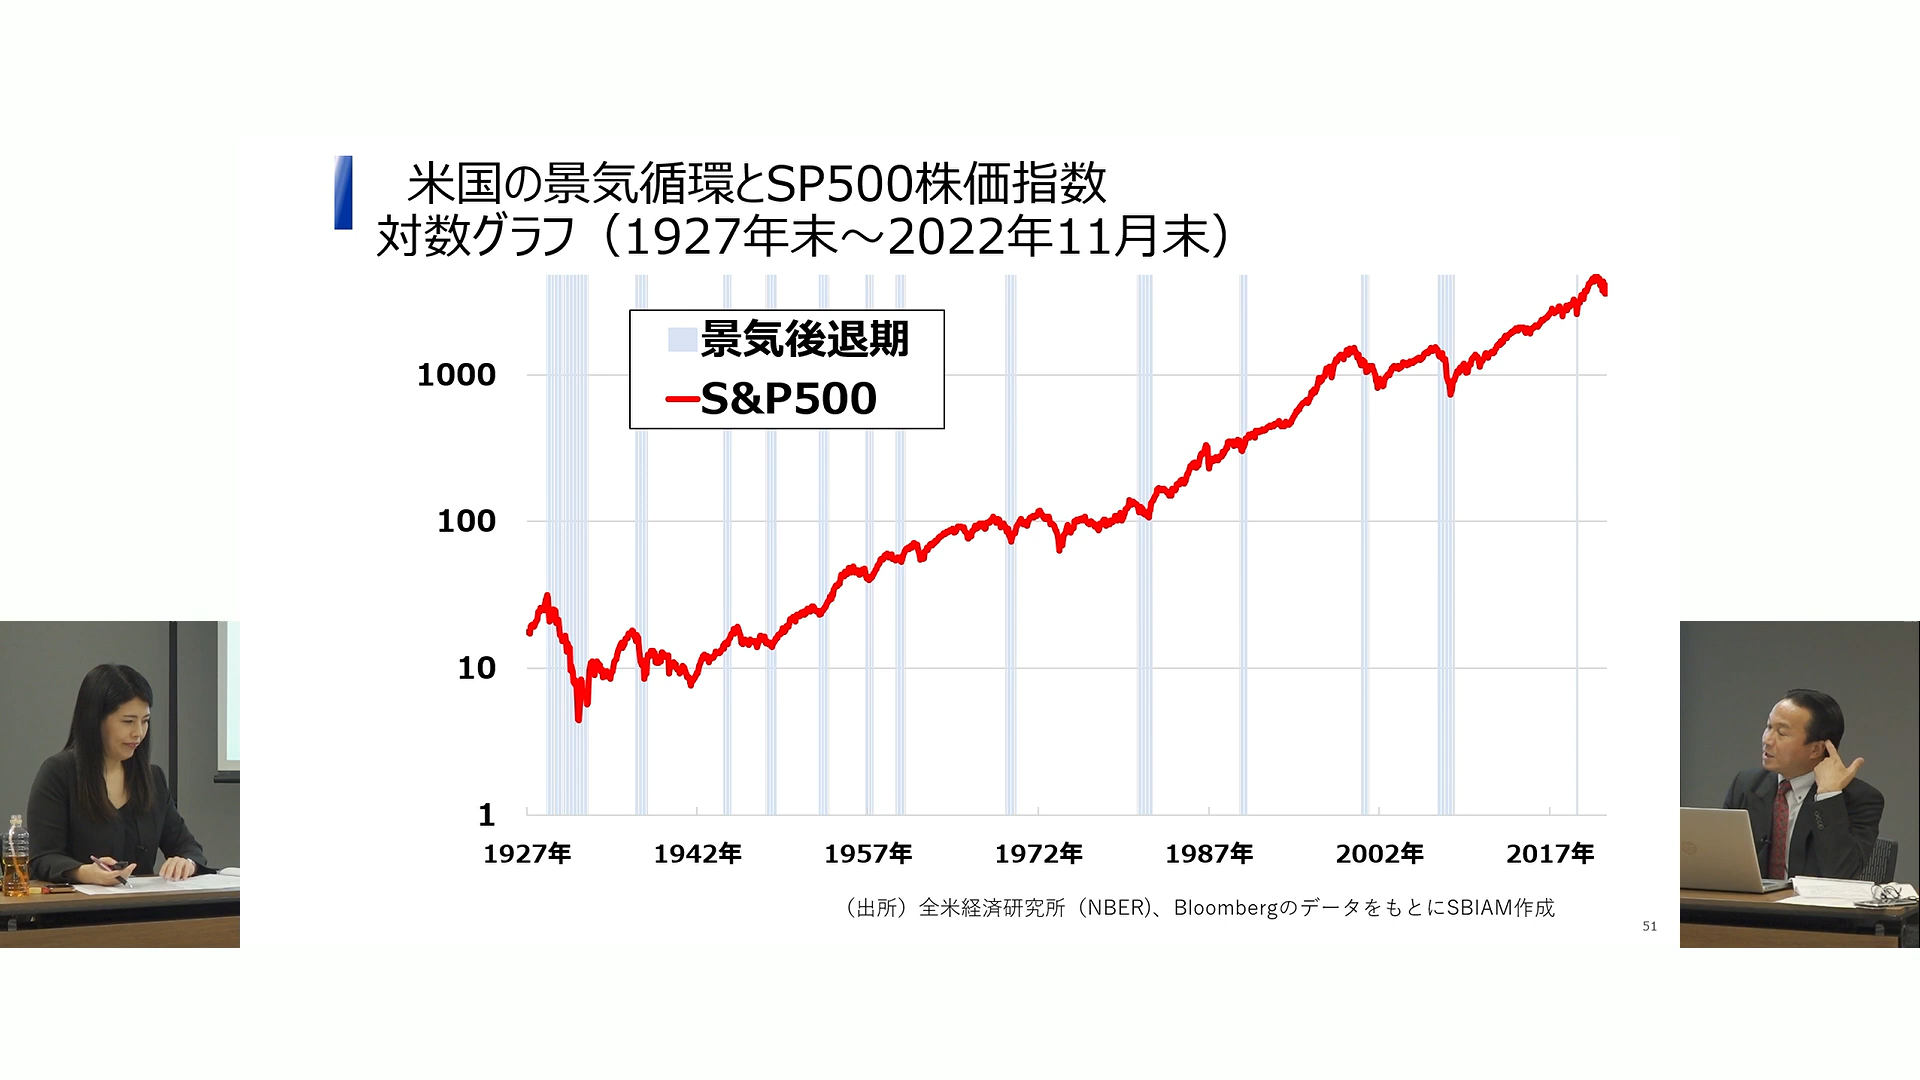 米国の景気循環とSP500株価指数
対数グラフ（1927年末～2022年11月末）
景気後退期
S&P500
1000
100
10
1
1927年 1942年 1957年 1972年 1987年 2002年 2017年
（出所）全米経済研究所（NBER)、BloombergのデータをもとにSBIAM作成
51